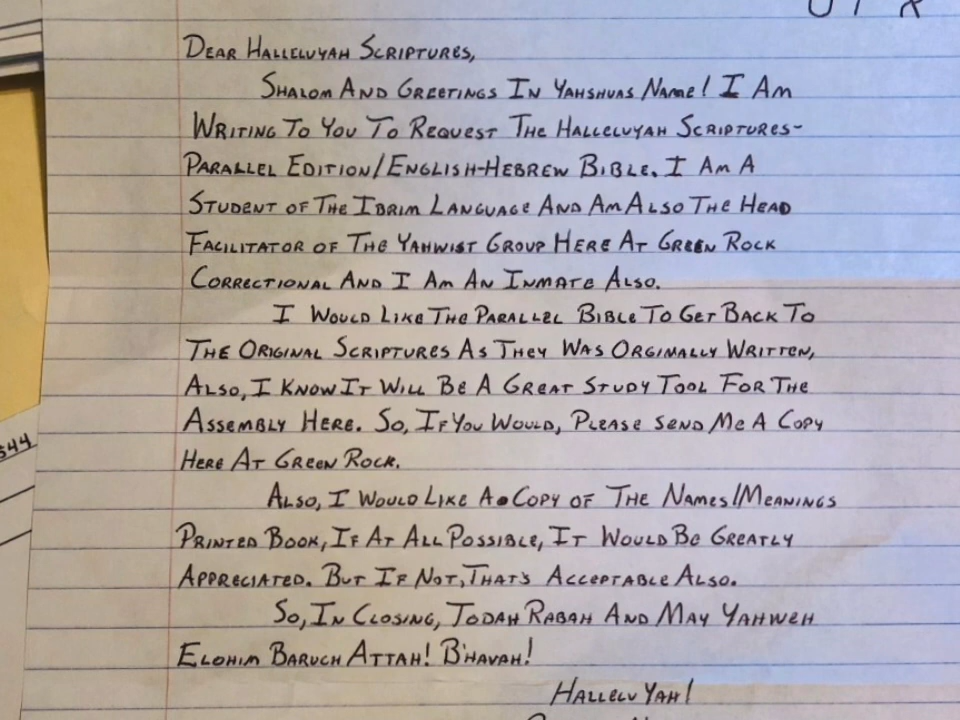 Dear Halleluyah Scriptures,
Shalom And Greetings In Yahshuas Name! I Am
Writing To You To Request The Halleluyah Scriptures-
Parallel Edition/English-Hebrew Bible. I Am A
Student of The Ibrim Language And Am Also The Head
Facilitator of The Yahwist Group Here At Green Rock
Correctional And I Am An Inmate Also.
I Would Like The Parallel Bible To Get Back To
The Original Scriptures As They Was Orginally Written,
Also, I Know It Will Be A Great Study Tool For The
Assembly Here. So, If You Would, Please Send Me A Copy
Here At Green Rock.
Also, I Would Like A Copy of The Names/Meanings
Printed Book, If At All Possible, It Would Be Greatly
Appreciated. But If Not, That's Acceptable Also.
So, In Closing, Todah Rabah And May Yahweh
Elohim Baruch Attah! B'havah!
Hallelu Yah!